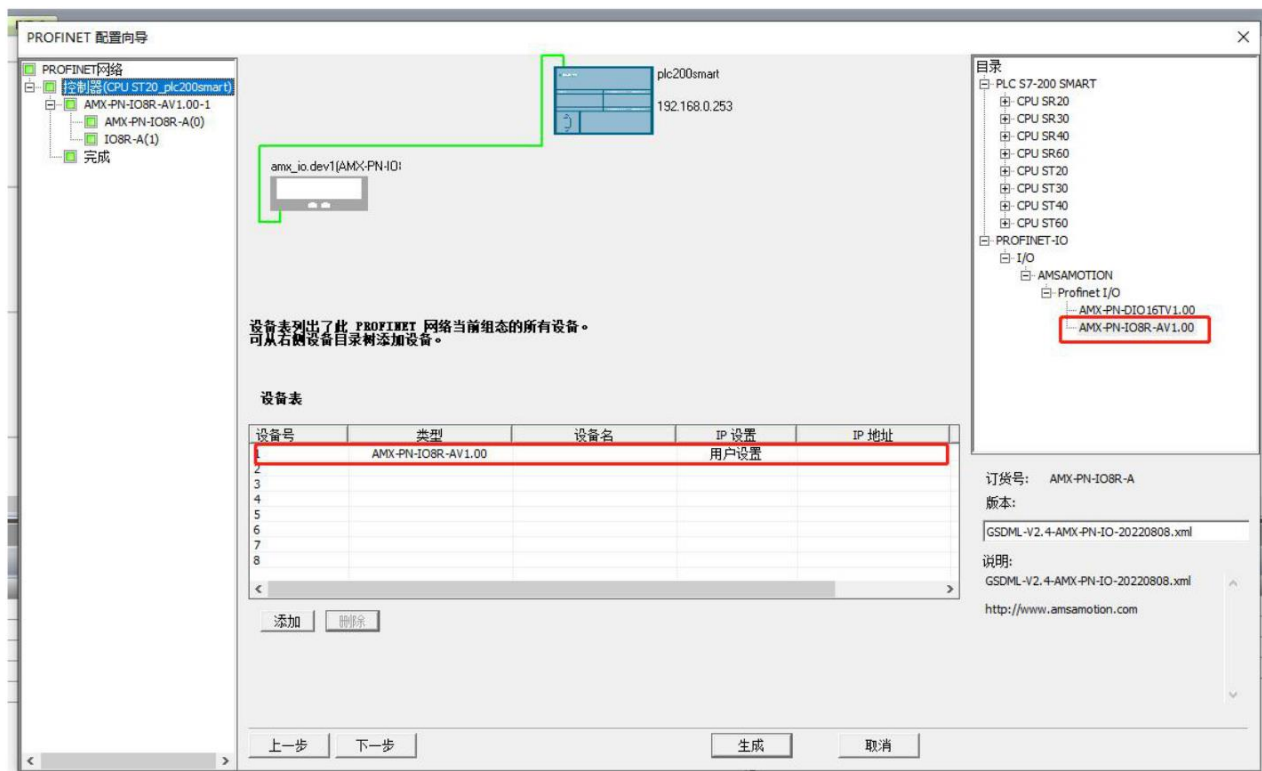 PROFINET 配置向导
PROFINET网络
控制器(CPU ST20_plc200smart)
AMX-PN-IO8R-AV1.00-1
AMX-PN-IO8R-A(0)
IO8R-A(1)
完成
plc200smart
192.168.0.253
amx_io.dev1(AMX-PN-IO
设备表列出了此 PROFINET 网络当前组态的所有设备。
可从右侧设备目录树添加设备。
设备表
设备号 类型 设备名 IP 设置 IP 地址
1 AMX-PN-IO8R-AV1.00 用户设置
2
3
4
5
6
7
8
添加 删除
上一步 下一步 生成 取消
目录
PLC S7-200 SMART
CPU SR20
CPU SR30
CPU SR40
CPU SR60
CPU ST20
CPU ST30
CPU ST40
CPU ST60
PROFINET-IO
I/O
AMSAMOTION
Profinet I/O
AMX-PN-DIO16TV1.00
AMX-PN-IO8R-AV1.00
订货号: AMX-PN-IO8R-A
版本:
GSDML-V2.4-AMX-PN-IO-20220808.xml
说明:
GSDML-V2.4-AMX-PN-IO-20220808.xml
http://www.amsamotion.com